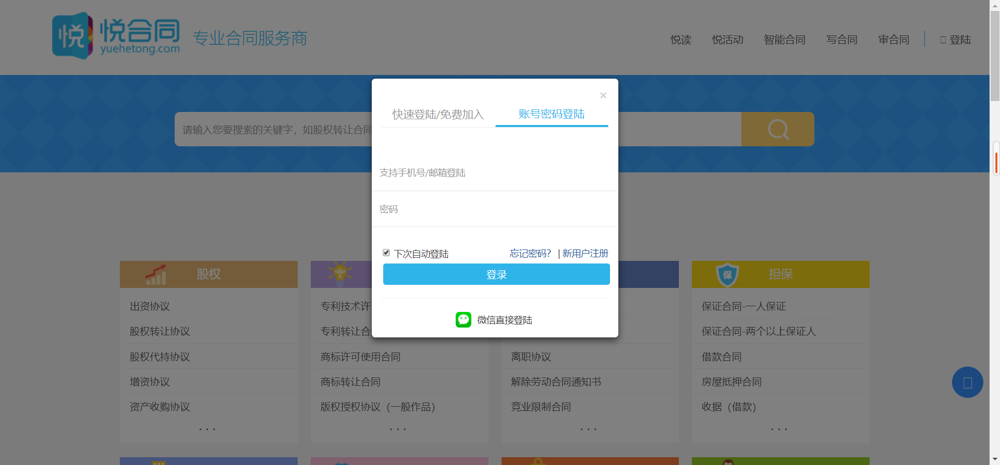 悦 悦合同 yuehetong.com 专业合同服务商
悦读 悦活动 智能合同 写合同 审合同 登陆
请输入您要搜索的关键字，如股权转让合同
×
快速登陆/免费加入 账号密码登陆
支持手机号/邮箱登陆
密码
下次自动登陆 忘记密码？ | 新用户注册
登录
微信直接登陆
股权
出资协议
股权转让协议
股权代持协议
增资协议
资产收购协议
· · ·
专利技术许
专利转让合
商标许可使用合同
商标转让合同
版权授权协议（一般作品）
· · ·
离职协议
解除劳动合同通知书
竞业限制合同
· · ·
保 担保
保证合同-一人保证
保证合同-两个以上保证人
借款合同
房屋抵押合同
收据（借款）
· · ·